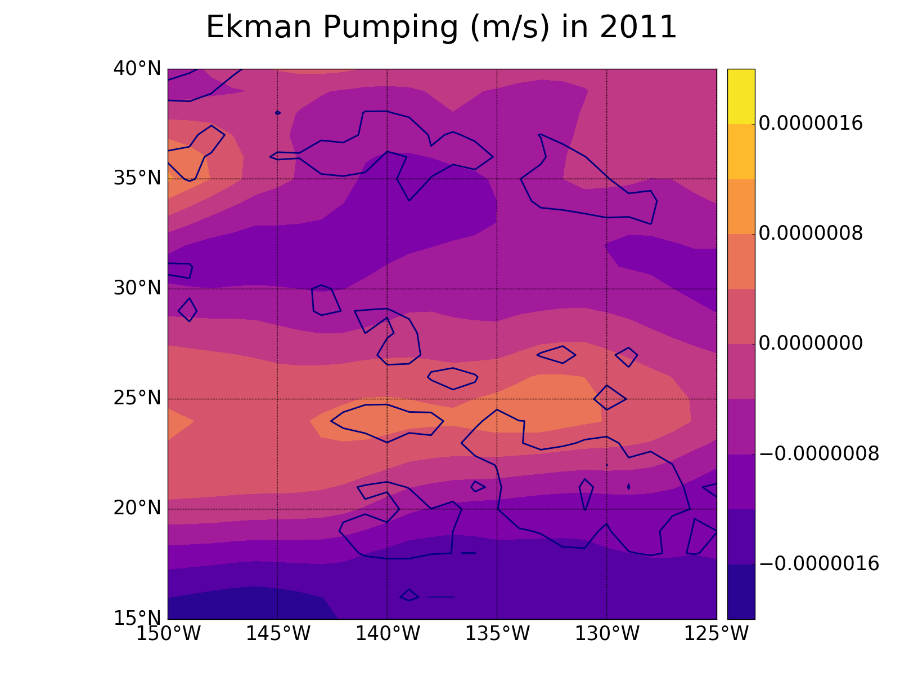 Ekman Pumping (m/s) in 2011
40°N
35°N
30°N
25°N
20°N
15°N
150°W
145°W
140°W
135°W
130°W
125°W
0.0000016
0.0000008
0.0000000
−0.0000008
−0.0000016